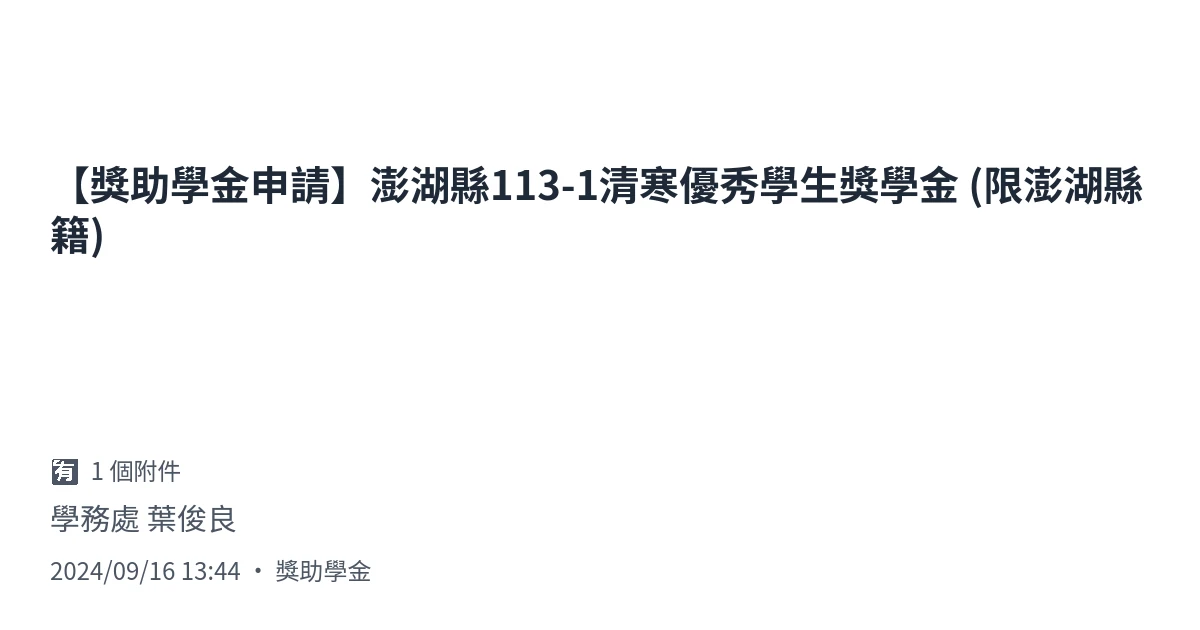 【獎助學金申請】澎湖縣113-1清寒優秀學生獎學金 (限澎湖縣
籍)
🈶 1 個附件
學務處 葉俊良
2024/09/16 13:44 • 獎助學金